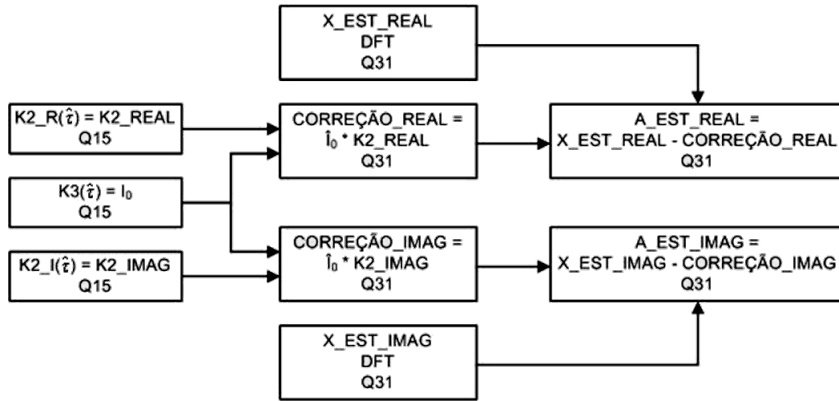 X_EST_REAL
DFT
Q31
K2_R(τ̂) = K2_REAL
Q15
CORREÇÃO_REAL =
Î₀ * K2_REAL
Q31
A_EST_REAL =
X_EST_REAL - CORREÇÃO_REAL
Q31
K3(τ̂) = I₀
Q15
K2_I(τ̂) = K2_IMAG
Q15
CORREÇÃO_IMAG =
Î₀ * K2_IMAG
Q31
A_EST_IMAG =
X_EST_IMAG - CORREÇÃO_IMAG
Q31
X_EST_IMAG
DFT
Q31